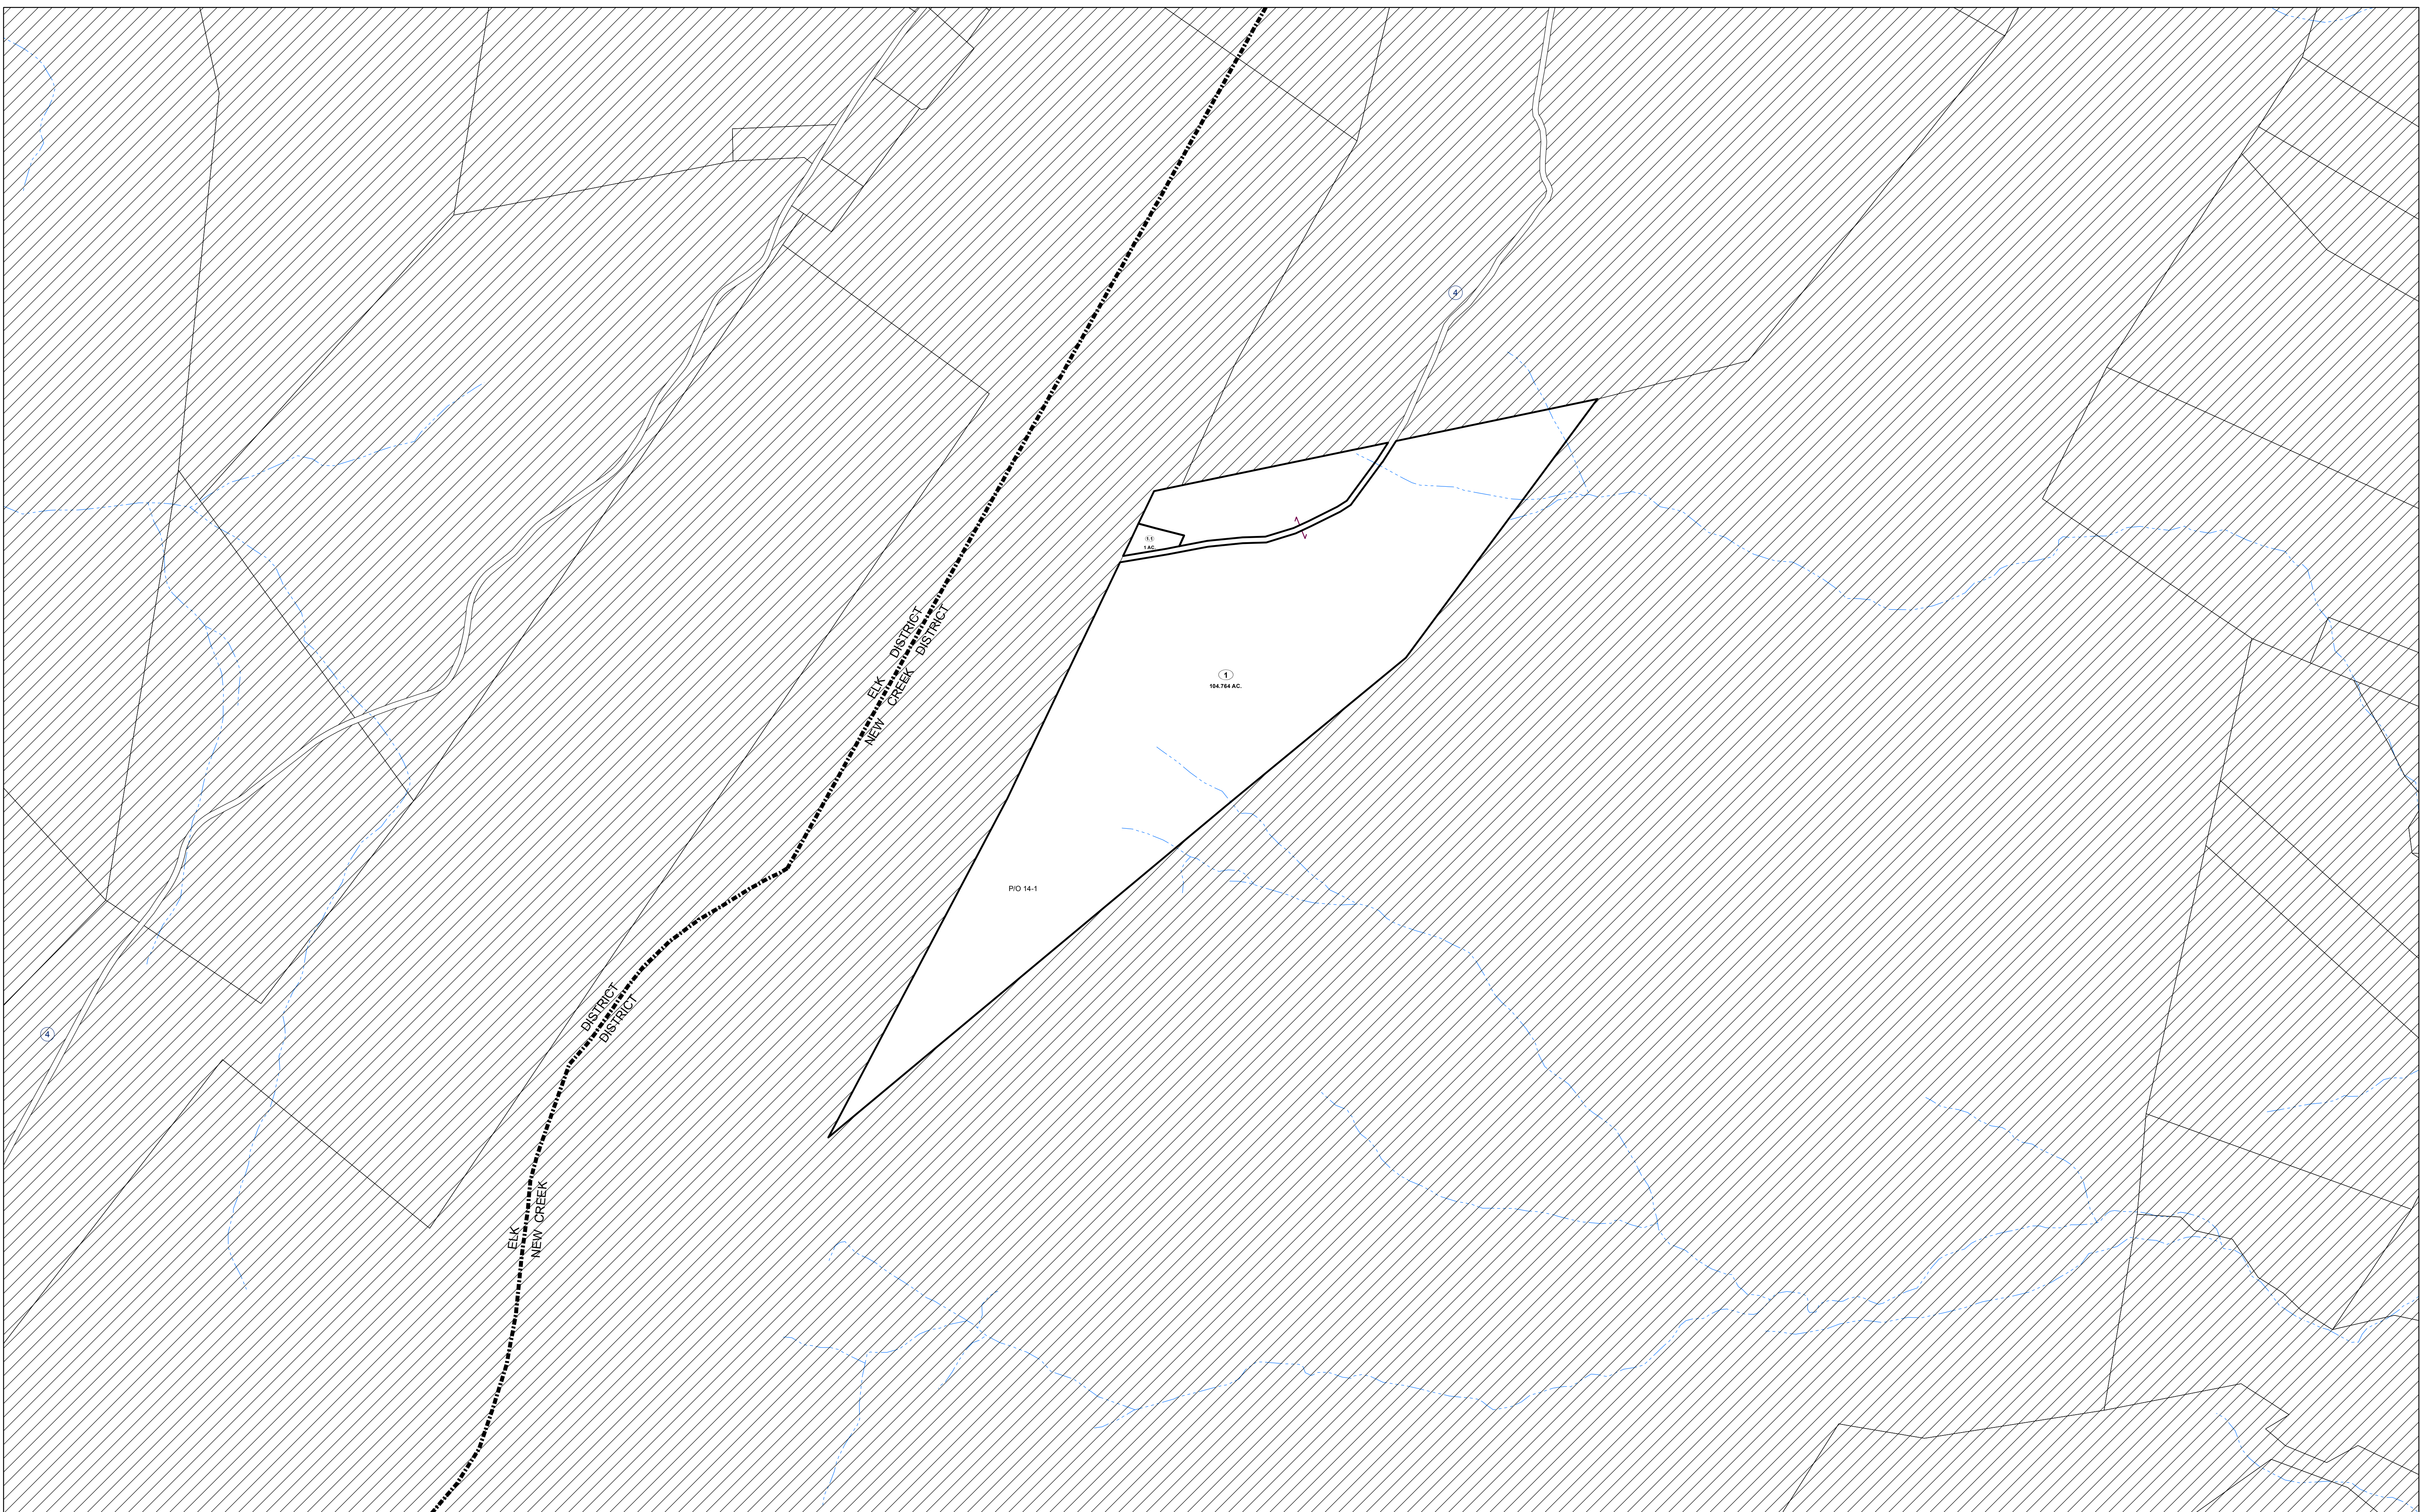 4
1.1
1 AC.
ELK DISTRICT
NEW CREEK DISTRICT
1
104.764 AC.
P/O 14-1
DISTRICT
DISTRICT
4
ELK
NEW CREEK